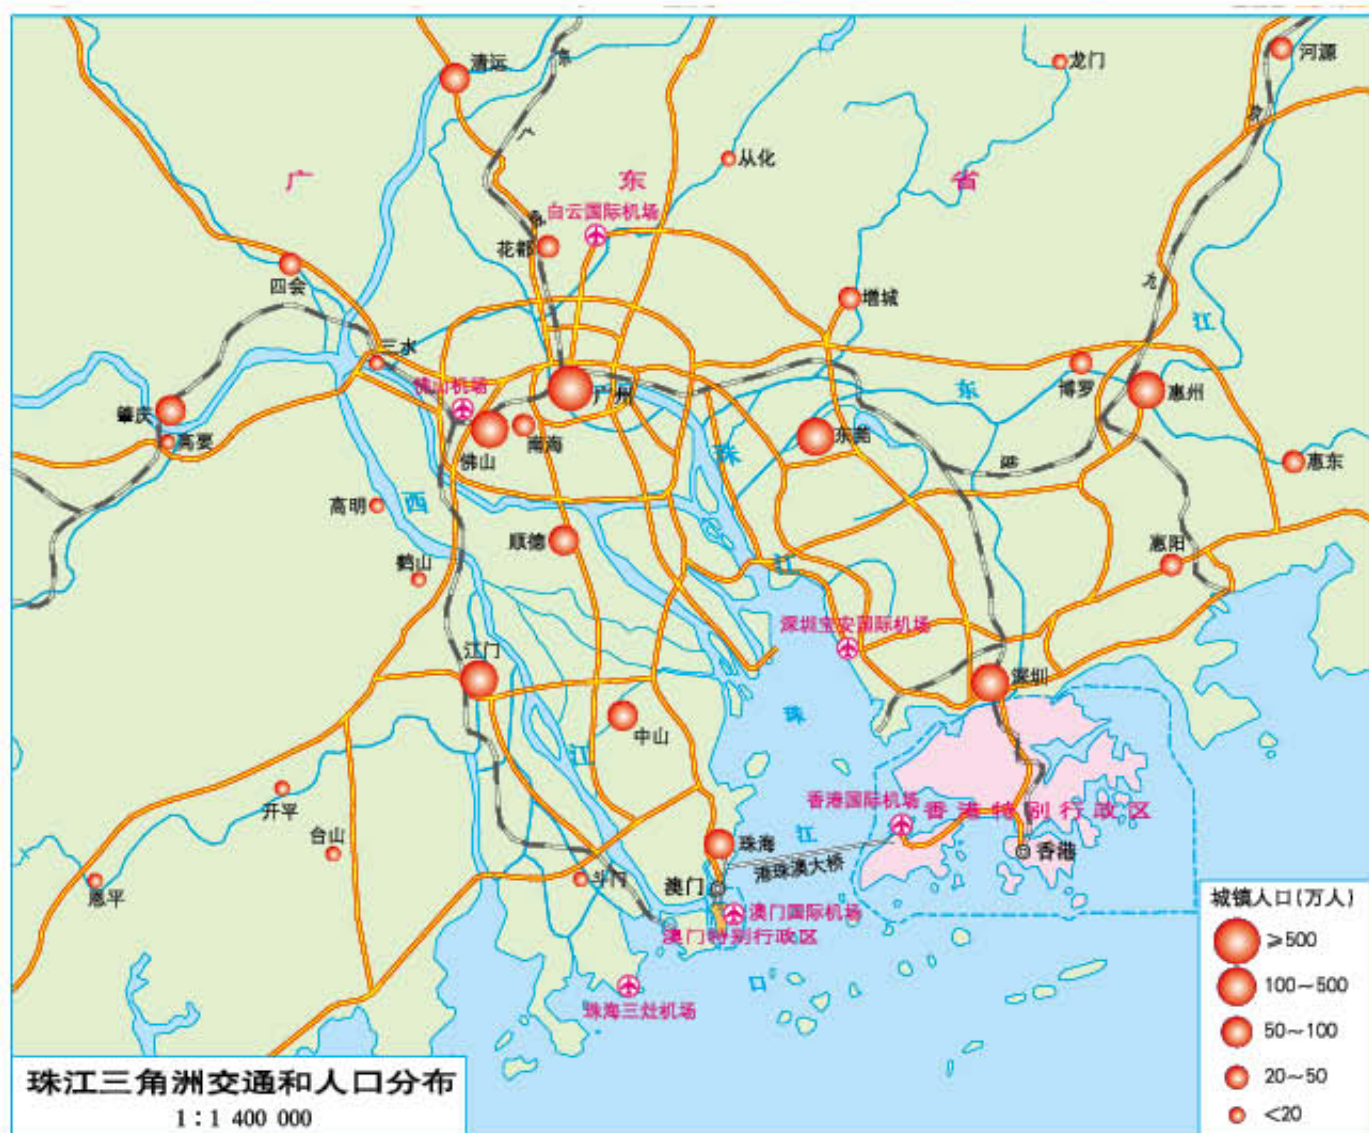 清远
京
河源
龙门
京
广
从化
广
东
省
白云国际机场
花都
四会
增城
九
江
三水
佛山机场
广州
东
博罗
惠州
肇庆
高要
南海
佛山
珠
东莞
惠东
高明
西
顺德
惠阳
鹤山
江
深圳宝安国际机场
江门
深圳
珠
中山
江
开平
香港国际机场
香港特别行政区
台山
江
珠海
港珠澳大桥
香港
恩平
斗门
澳门
澳门国际机场
澳门特别行政区
口
珠海三灶机场
城镇人口(万人)
≥500
100~500
50~100
20~50
<20
珠江三角洲交通和人口分布
1:1 400 000